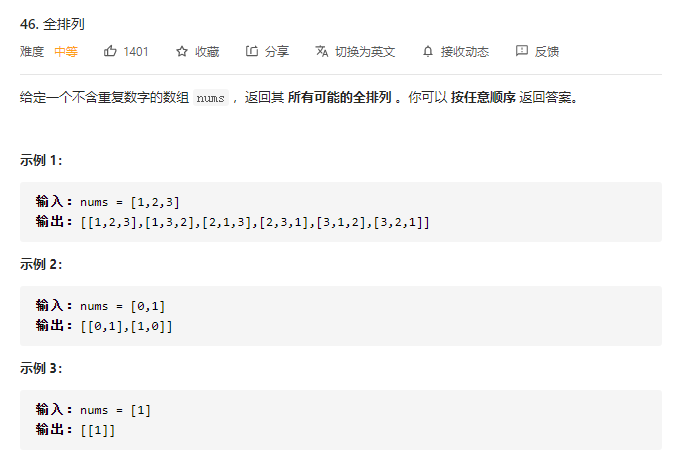 46. 全排列
难度 中等 1401 收藏 分享 切换为英文 接收动态 反馈
给定一个不含重复数字的数组 nums ，返回其 所有可能的全排列 。你可以 按任意顺序 返回答案。
示例 1：
输入：nums = [1,2,3]
输出：[[1,2,3],[1,3,2],[2,1,3],[2,3,1],[3,1,2],[3,2,1]]
示例 2：
输入：nums = [0,1]
输出：[[0,1],[1,0]]
示例 3：
输入：nums = [1]
输出：[[1]]